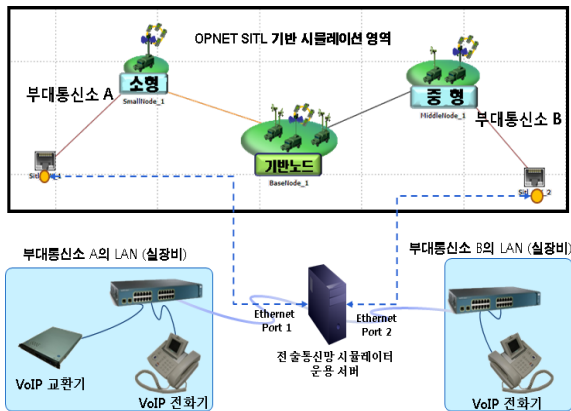 OPNET SITL 기반 시뮬레이션 영역
소형
SmallNode_1
부대통신소 A
중 형
MiddleNode_1
부대통신소 B
기반노드
BaseNode_1
부대통신소 A의 LAN (실장비)
부대통신소 B의 LAN (실장비)
Ethernet
Port 1
Ethernet
Port 2
전술통신망 시뮬레이터
운용 서버
VoIP 교환기
VoIP 전화기
VoIP 전화기